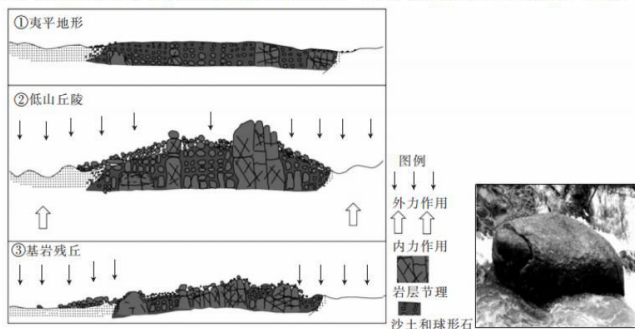 ①夷平地形
②低山丘陵
③基岩残丘
图例
外力作用
内力作用
岩层节理
沙土和球形石